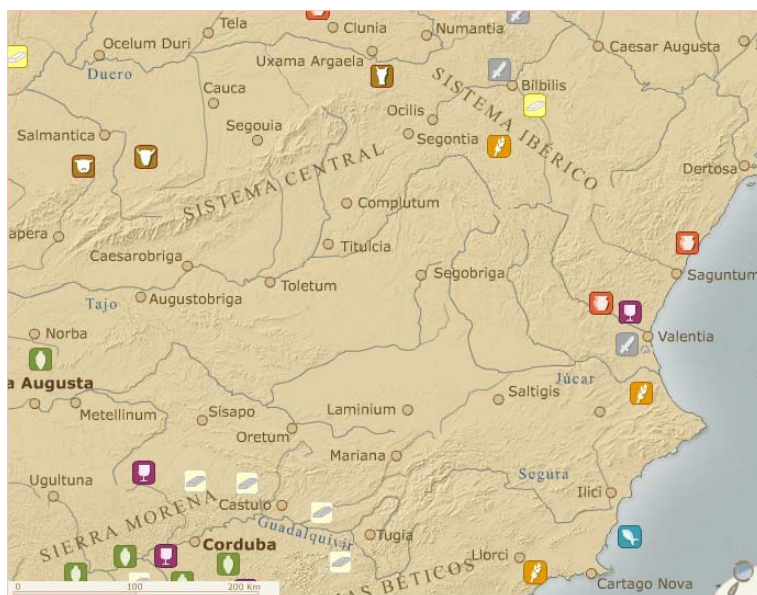 Tela
Clunia
Numantia
Ocelum Duri
Uxama Argaela
Caesar Augusta
Duero
SISTEMA IBÉRICO
Cauca
Bilbilis
Ocilis
Salmantica
Segouia
Segontia
SISTEMA CENTRAL
Dertosa
Complutum
apera
Titulcia
Caesarobriga
Segobriga
Saguntum
Toletum
Tajo
Augustobriga
Norba
Valentia
a Augusta
Júcar
Metellinum
Sisapo
Laminium
Saltigis
Oretum
Mariana
Ugultuna
Segura
Ilici
SIERRA MORENA
Castulo
Guadalquivir
Corduba
Tugia
Llorci
AS BÉTICOS
Cartago Nova
0 100 200 Km